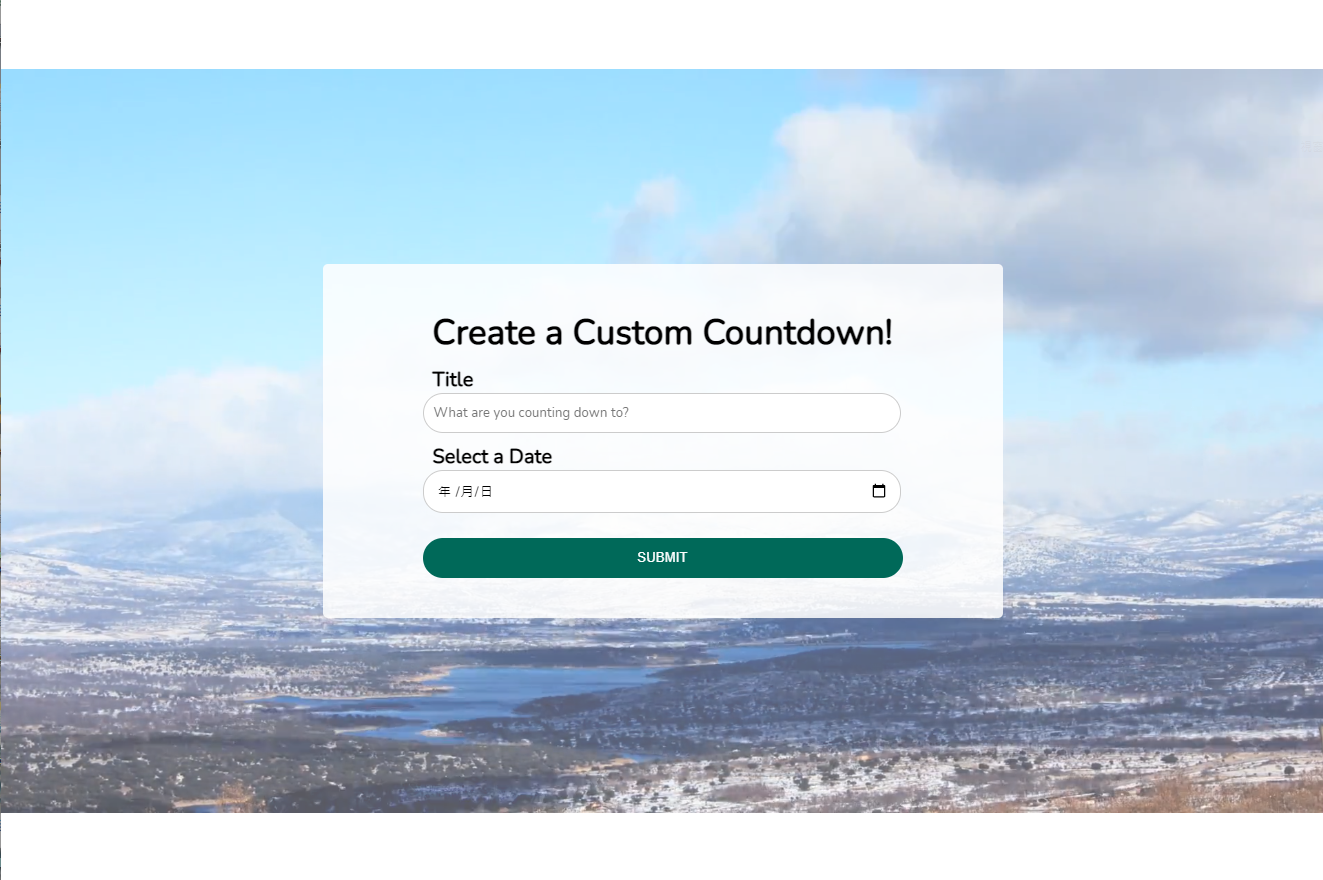 Create a Custom Countdown!
Title
What are you counting down to?
Select a Date
年 /月/日
SUBMIT